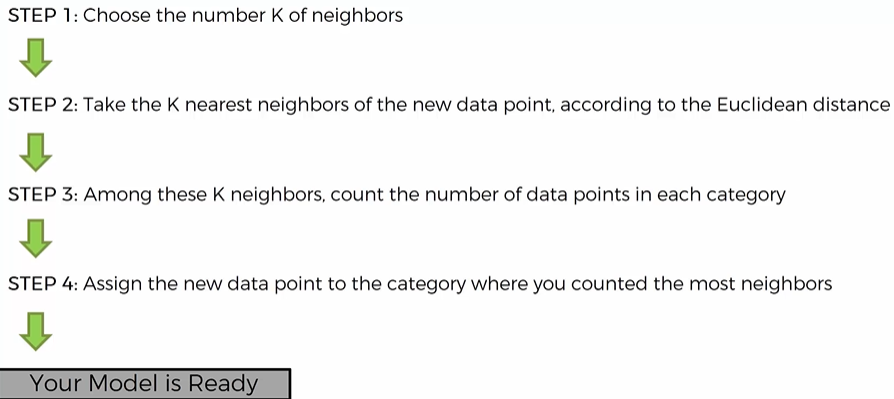 STEP 1: Choose the number K of neighbors
STEP 2: Take the K nearest neighbors of the new data point, according to the Euclidean distance
STEP 3: Among these K neighbors, count the number of data points in each category
STEP 4: Assign the new data point to the category where you counted the most neighbors
Your Model is Ready